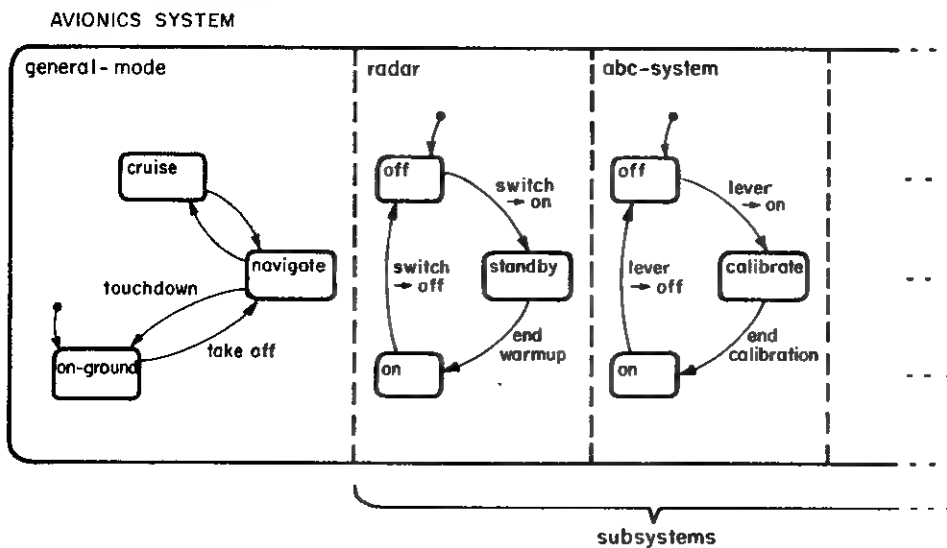 AVIONICS SYSTEM
general-mode
cruise
navigate
touchdown
take off
on-ground
radar
off
switch
→ on
standby
switch
→ off
end
warmup
on
abc-system
off
lever
→ on
calibrate
lever
→ off
end
calibration
on
subsystems